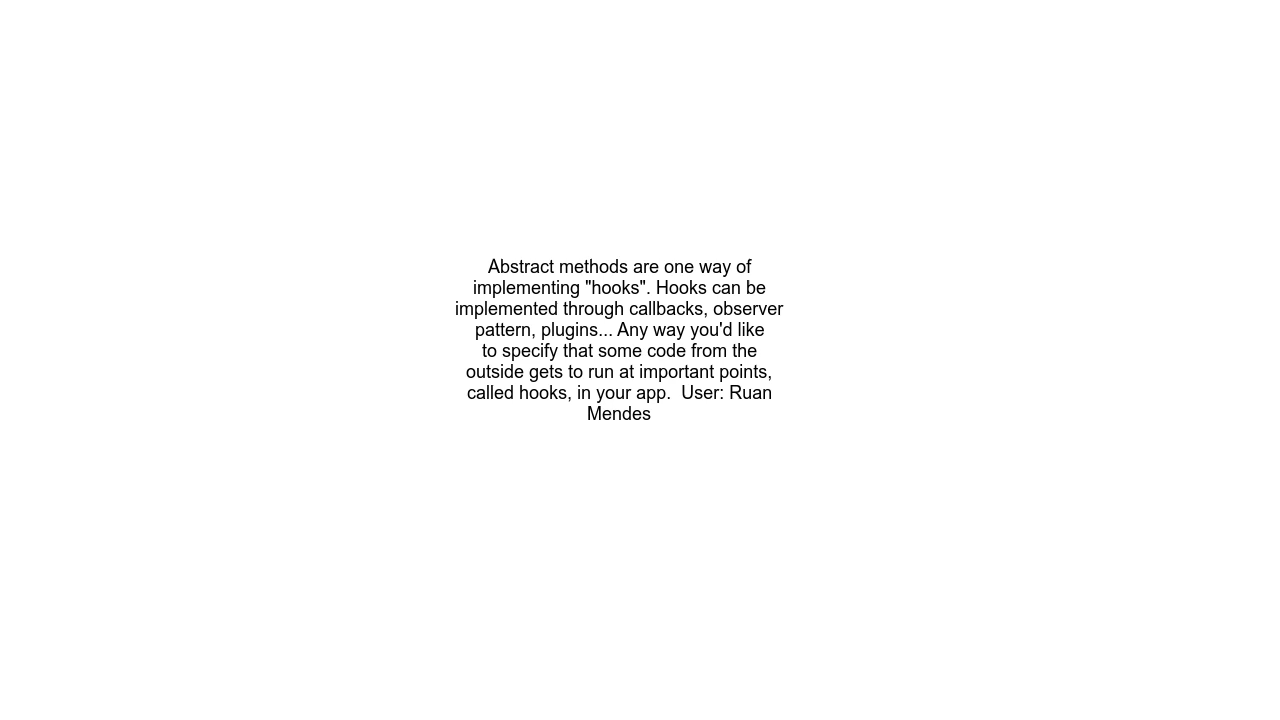 Abstract methods are one way of
implementing "hooks". Hooks can be
implemented through callbacks, observer
pattern, plugins... Any way you'd like
to specify that some code from the
outside gets to run at important points,
called hooks, in your app.  User: Ruan
Mendes